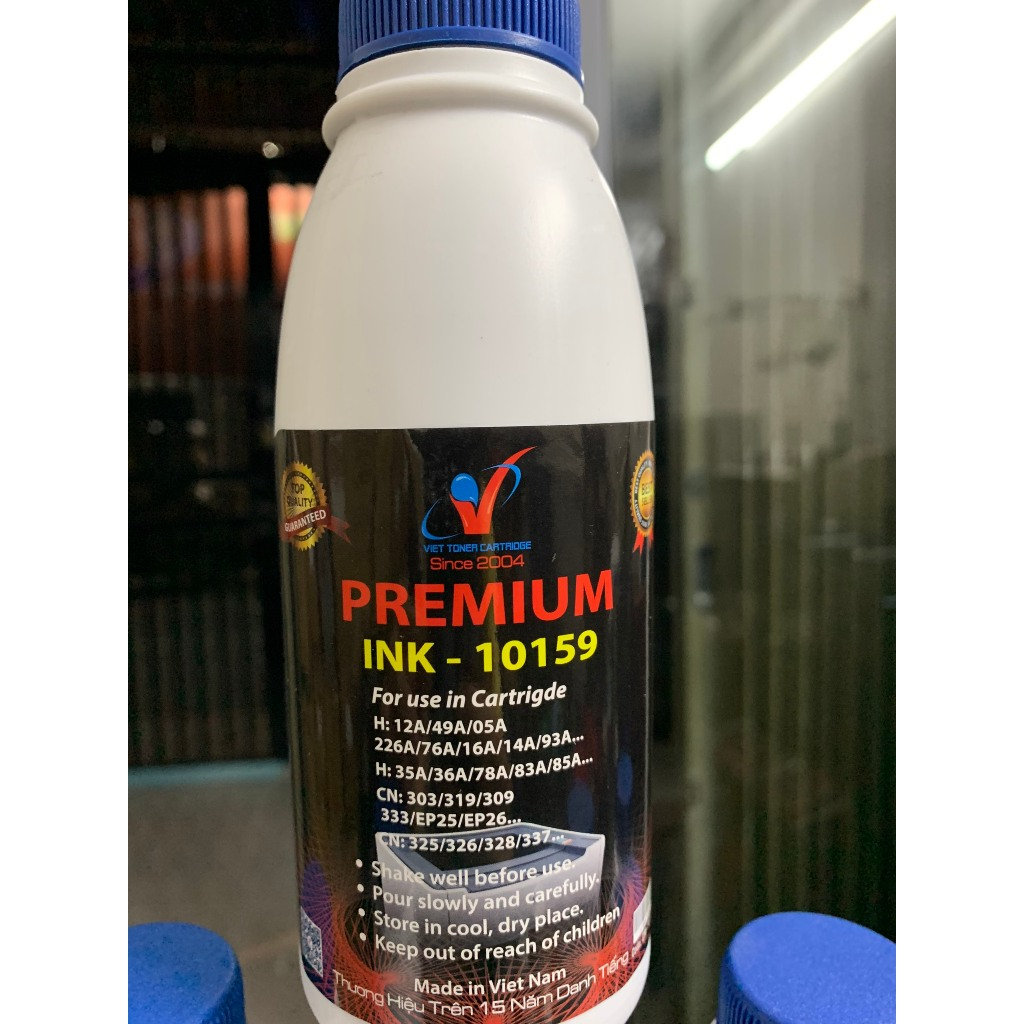 TOP
QUALITY
GUARANTEED
VIET TONER CARTRIDGE
Since 2004
PREMIUM
INK - 10159
For use in Cartrigde
H: 12A/49A/05A
226A/76A/16A/14A/93A...
H: 35A/36A/78A/83A/85A...
CN: 303/319/309
333/EP25/EP26...
CN: 325/326/328/337...
• Shake well before use.
• Pour slowly and carefully.
• Store in cool, dry place.
• Keep out of reach of children
Made in Viet Nam
Thương Hiệu Trên 15 Năm Danh Tiếng